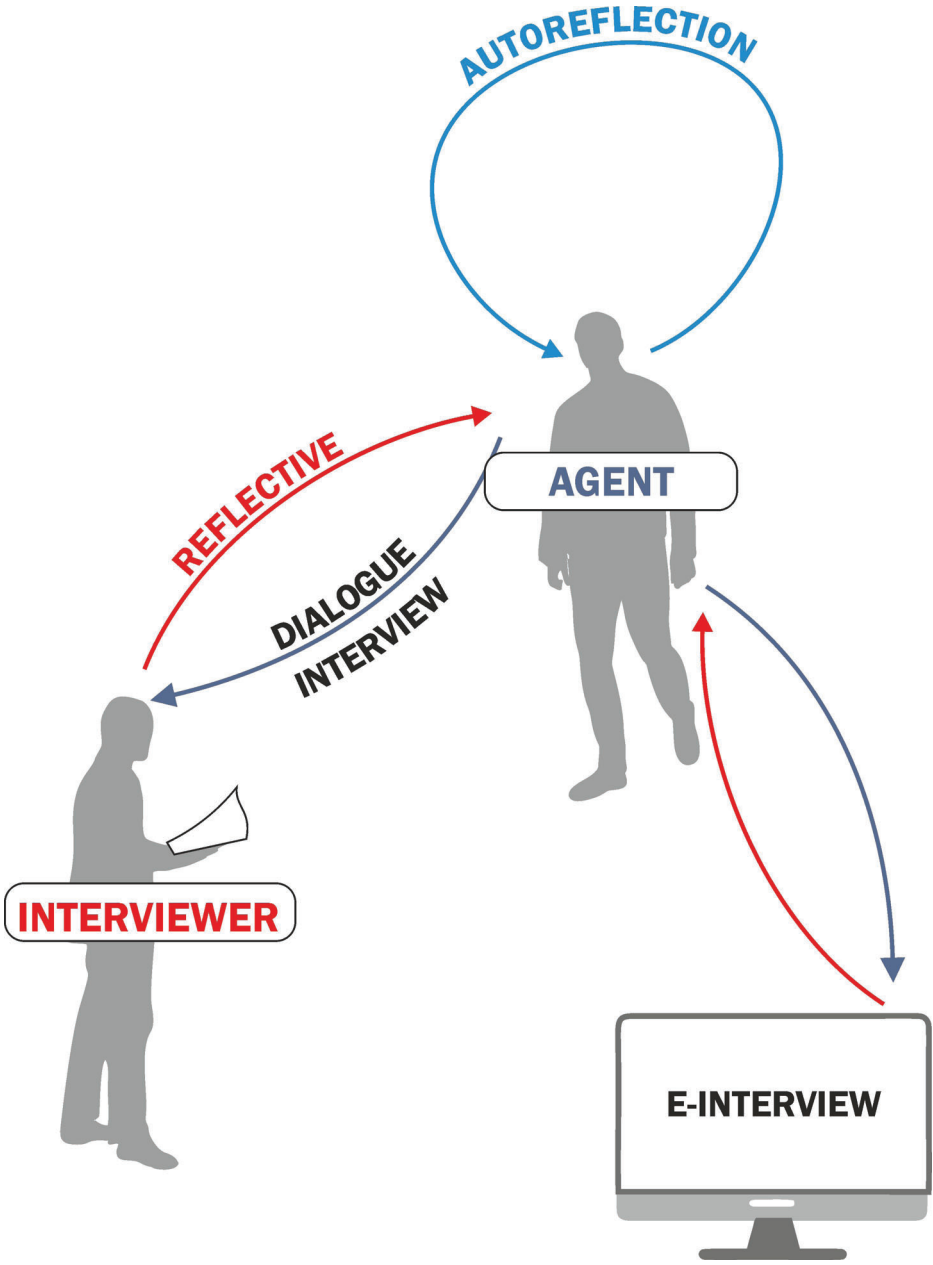 AUTOREFLECTION
REFLECTIVE
DIALOGUE
INTERVIEW
AGENT
INTERVIEWER
E-INTERVIEW